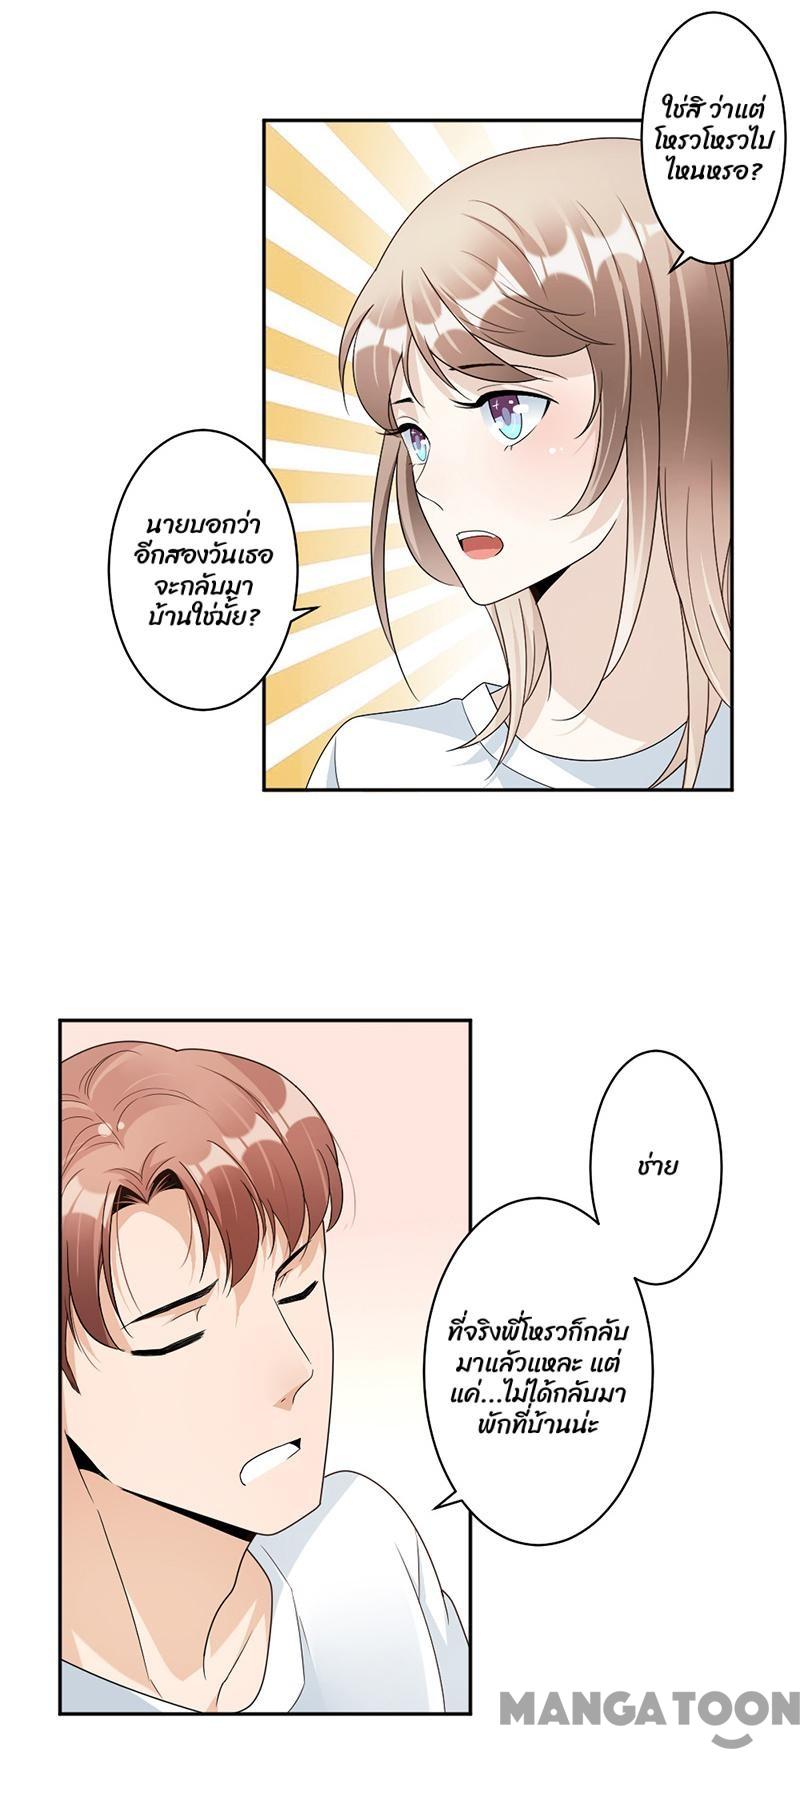 ใช่สิ ว่าแต่
โหรวโหรวไป
ไหนหรอ?
นายบอกว่า
อีกสองวันเธอ
จะกลับมา
บ้านใช่มั้ย?
ช่าย
ที่จริงพี่โหรวก็กลับ
มาแล้วแหละ แต่
แค่...ไม่ได้กลับมา
พักที่บ้านน่ะ
MANGATOON